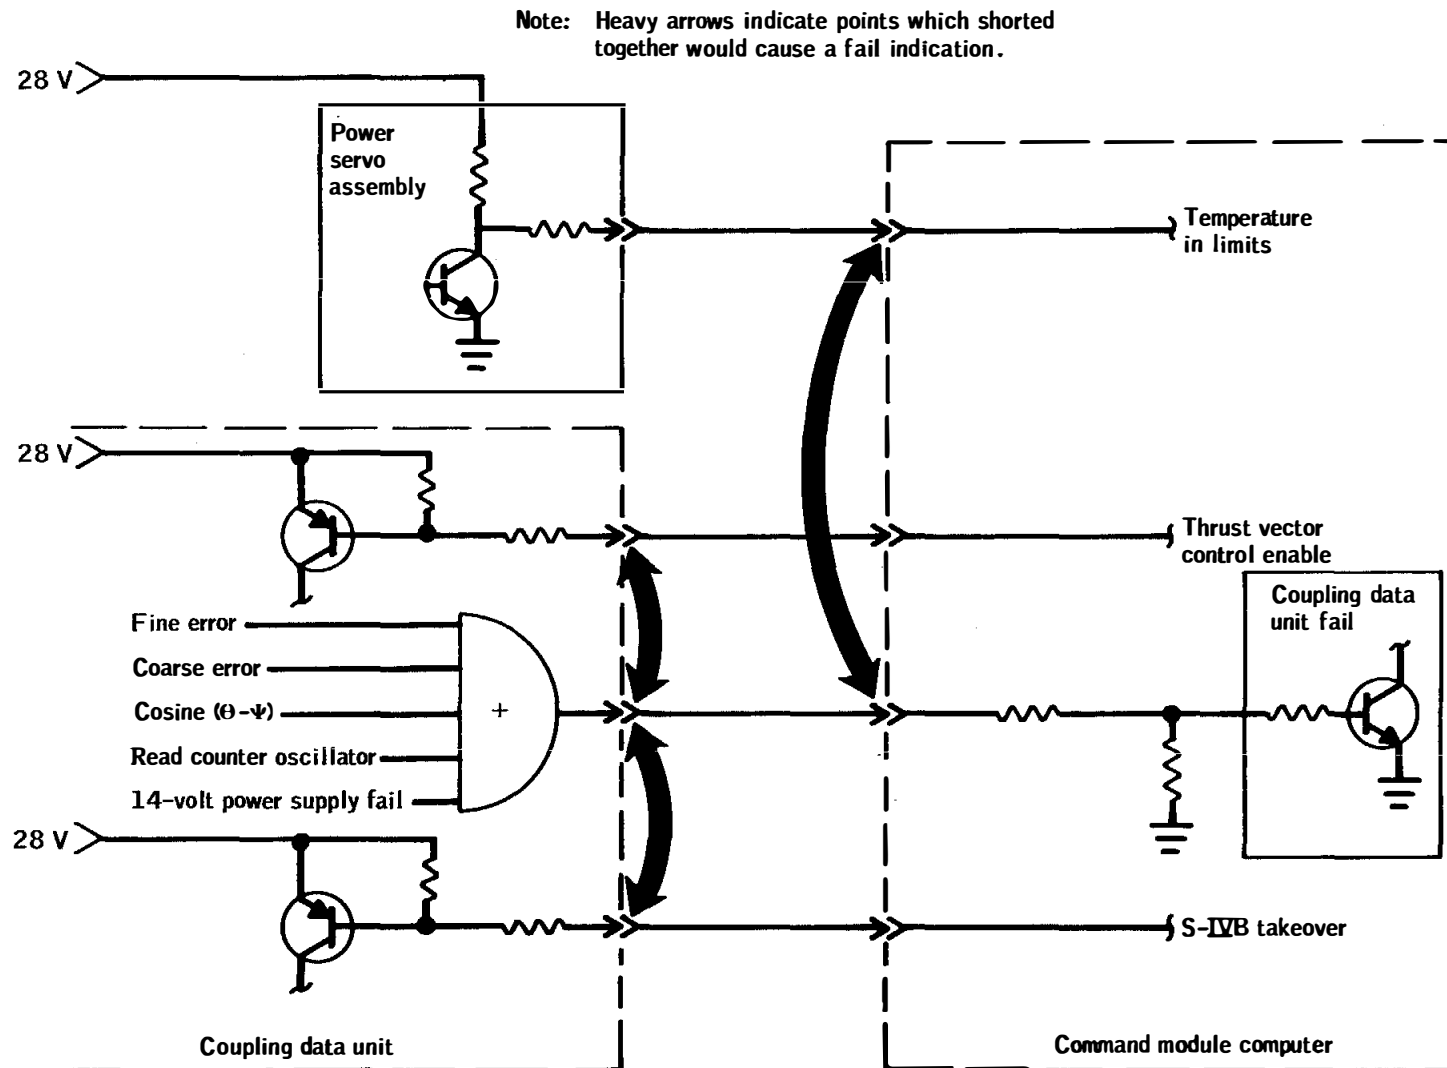 Note: Heavy arrows indicate points which shorted
together would cause a fail indication.
28 V
Power
servo
assembly
Temperature
in limits
28 V
Thrust vector
control enable
Coupling data
unit fail
Fine error
Coarse error
Cosine (Θ-Ψ)
+
Read counter oscillator
14-volt power supply fail
28 V
S-IVB takeover
Coupling data unit
Command module computer